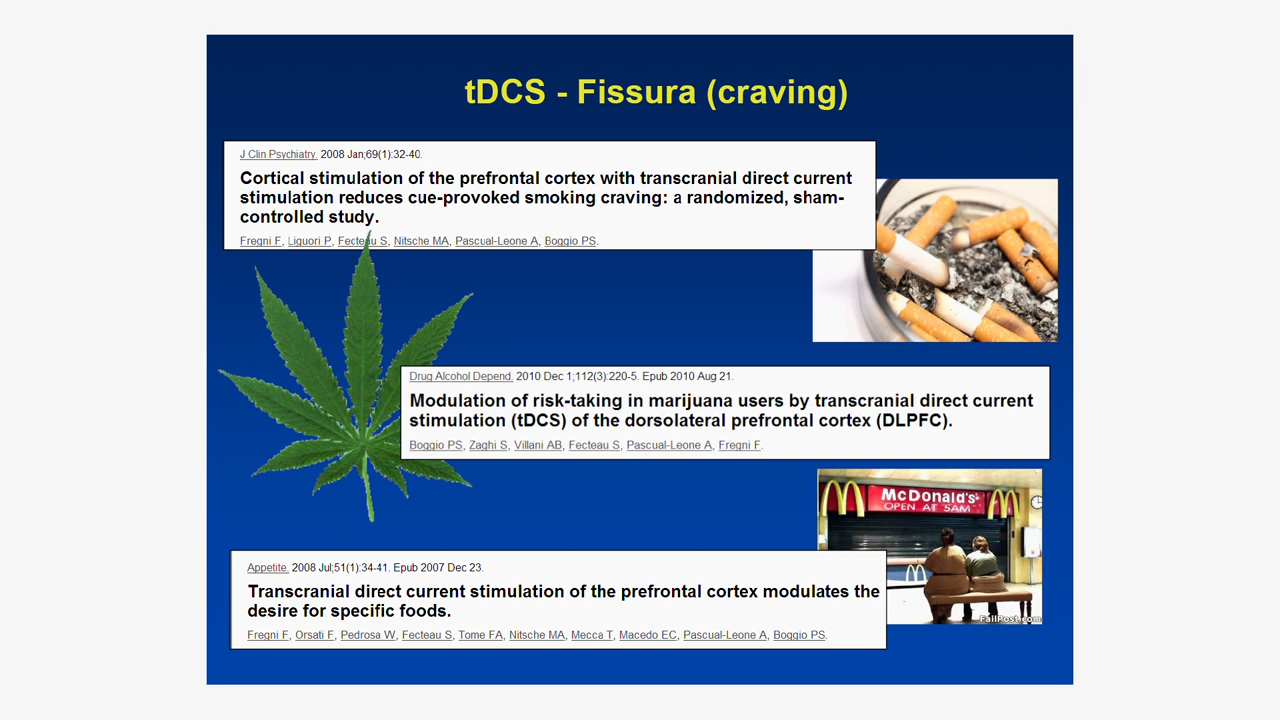 tDCS - Fissura (craving)
J Clin Psychiatry. 2008 Jan;69(1):32-40.
Cortical stimulation of the prefrontal cortex with transcranial direct current
stimulation reduces cue-provoked smoking craving: a randomized, sham-
controlled study.
Fregni F, Liguori P, Fecteau S, Nitsche MA, Pascual-Leone A, Boggio PS.
Drug Alcohol Depend. 2010 Dec 1;112(3):220-5. Epub 2010 Aug 21.
Modulation of risk-taking in marijuana users by transcranial direct current
stimulation (tDCS) of the dorsolateral prefrontal cortex (DLPFC).
Boggio PS, Zaghi S, Villani AB, Fecteau S, Pascual-Leone A, Fregni F.
McDonald's
OPEN AT 5AM
FailPost.com
Appetite. 2008 Jul;51(1):34-41. Epub 2007 Dec 23.
Transcranial direct current stimulation of the prefrontal cortex modulates the
desire for specific foods.
Fregni F, Orsati F, Pedrosa W, Fecteau S, Tome FA, Nitsche MA, Mecca T, Macedo EC, Pascual-Leone A, Boggio PS.